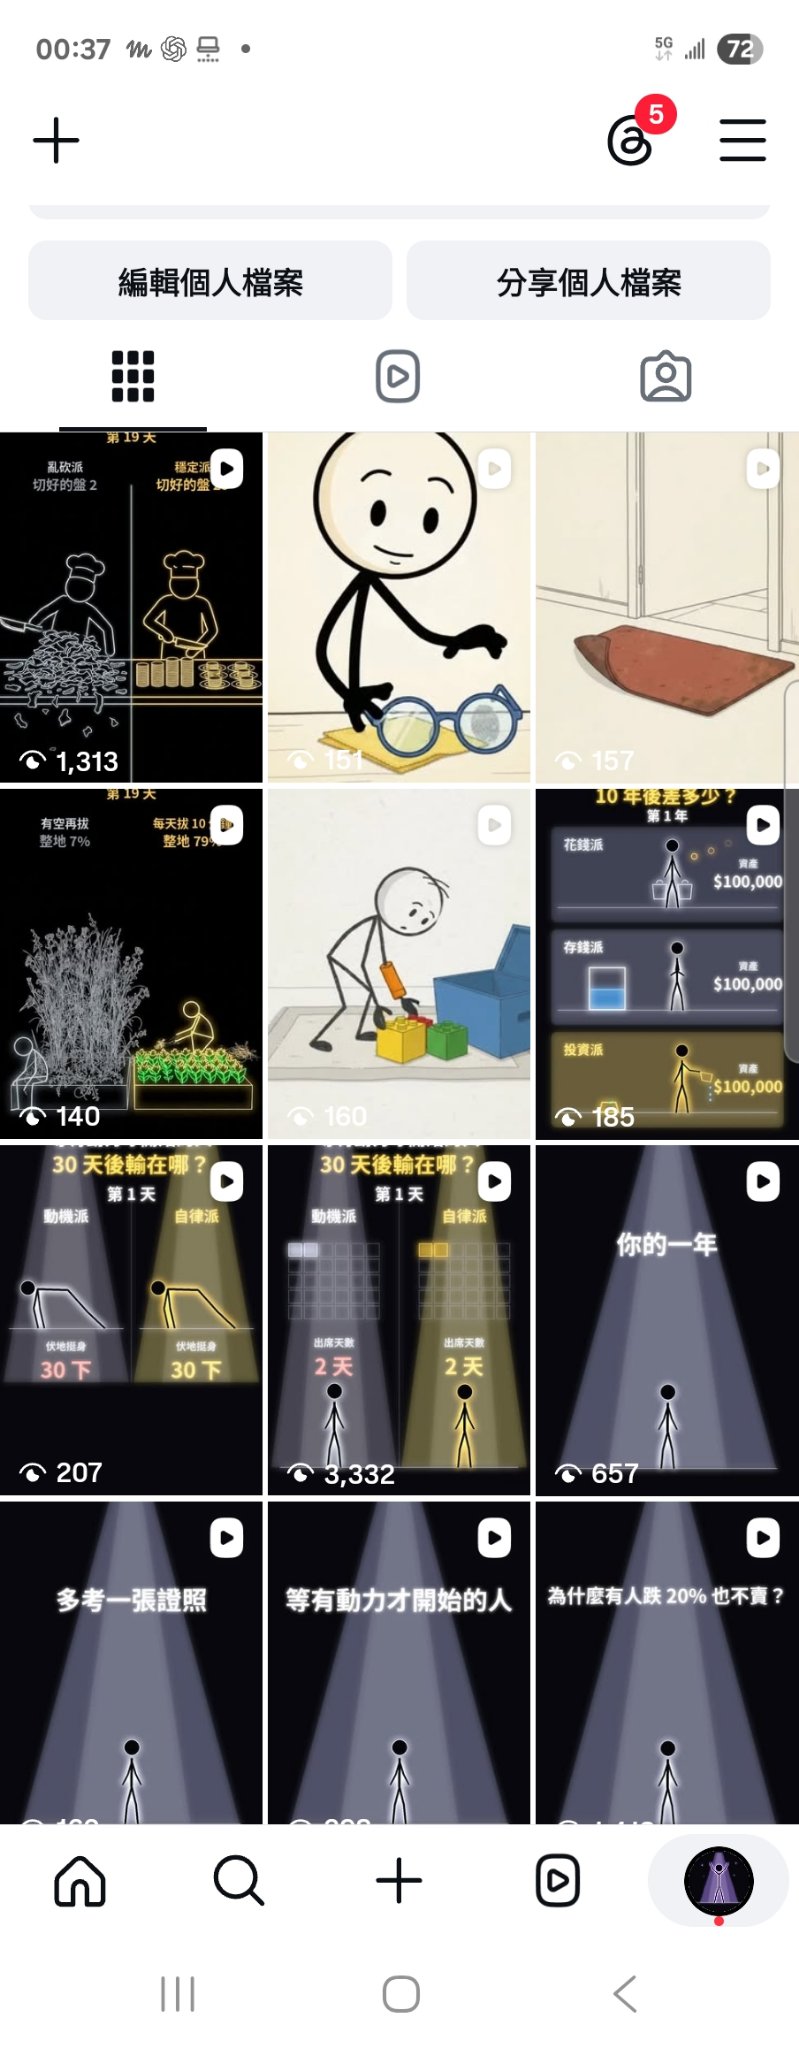 00:37
5G
72
5
編輯個人檔案
分享個人檔案
第 19 天
亂砍派
穩定派
切好的盤 2
切好的盤
1,313
151
157
第 19 天
有空再拔
每天拔 10
整地 7%
整地 79%
140
160
10 年後差多少？
第 1 年
花錢派
資產
$100,000
存錢派
資產
$100,000
投資派
資產
$100,000
185
30 天後輸在哪？
第 1 天
動機派
自律派
伏地挺身
伏地挺身
30 下
30 下
207
30 天後輸在哪？
第 1 天
動機派
自律派
出席天數
出席天數
2 天
2 天
3,332
你的一年
657
多考一張證照
等有動力才開始的人
為什麼有人跌 20% 也不賣？